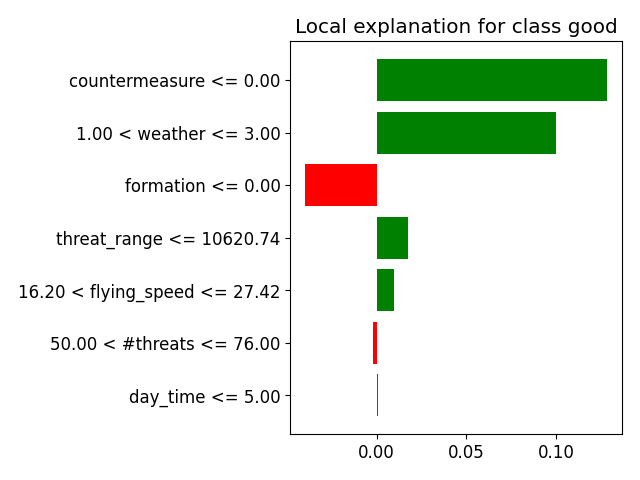 Local explanation for class good
countermeasure <= 0.00
1.00 < weather <= 3.00
formation <= 0.00
threat_range <= 10620.74
16.20 < flying_speed <= 27.42
50.00 < #threats <= 76.00
day_time <= 5.00
0.00 0.05 0.10